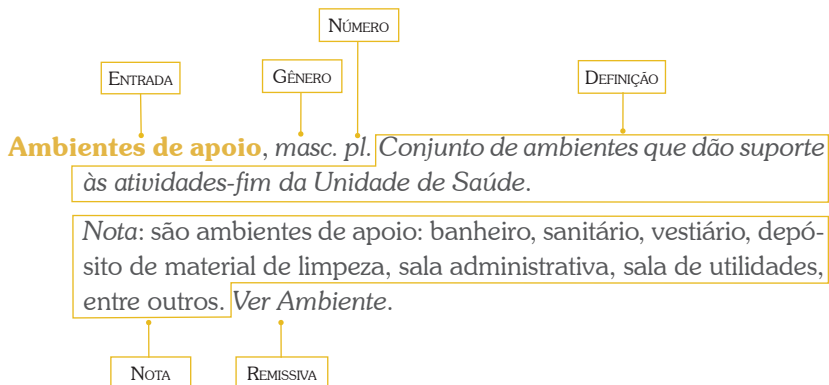 NÚMERO
ENTRADA GÊNERO DEFINIÇÃO
Ambientes de apoio, masc. pl. Conjunto de ambientes que dão suporte
às atividades-fim da Unidade de Saúde.
Nota: são ambientes de apoio: banheiro, sanitário, vestiário, depó-
sito de material de limpeza, sala administrativa, sala de utilidades,
entre outros. Ver Ambiente.
NOTA REMISSIVA